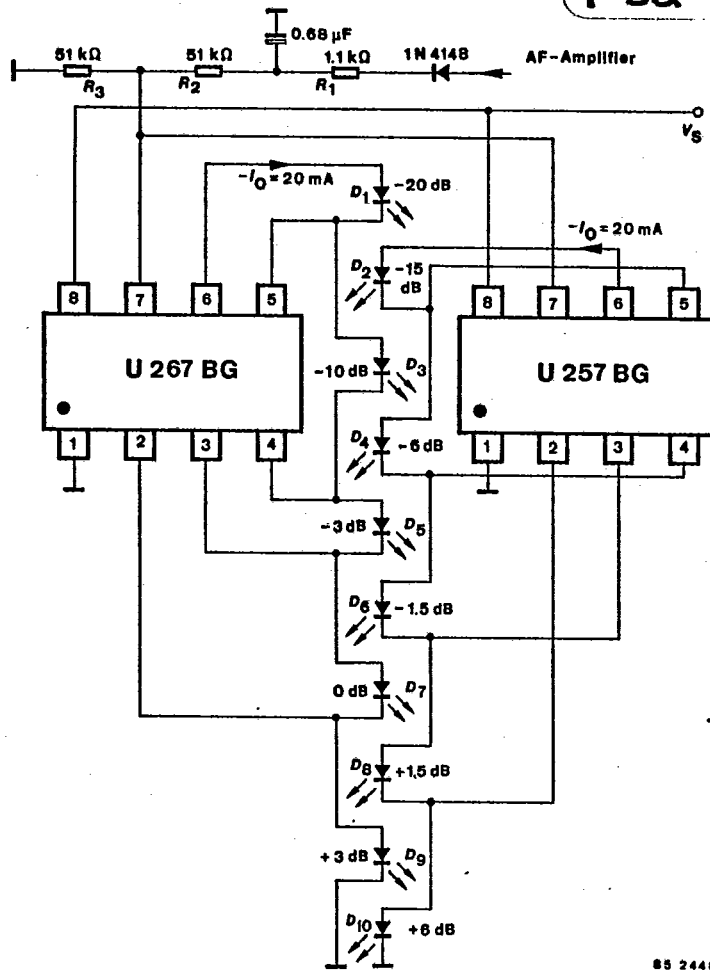 0.68 µF
51 kΩ 51 kΩ 1.1 kΩ 1N 4148 AF-Amplifier
R3 R2 R1
VS
-IO = 20 mA D1 -20 dB
-IO = 20 mA
D2 -15 dB
8 7 6 5
8 7 6 5
U 267 BG
U 257 BG
-10 dB D3
D4 -6 dB
1 2 3 4
1 2 3 4
-3 dB D5
D6 -1.5 dB
0 dB D7
D8 +1.5 dB
+3 dB D9
D10 +6 dB